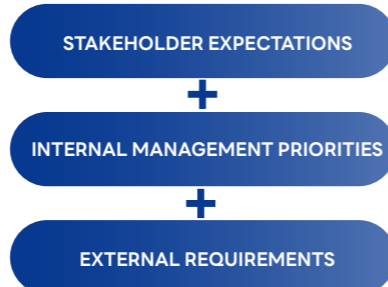 STAKEHOLDER EXPECTATIONS
+
INTERNAL MANAGEMENT PRIORITIES
+
EXTERNAL REQUIREMENTS